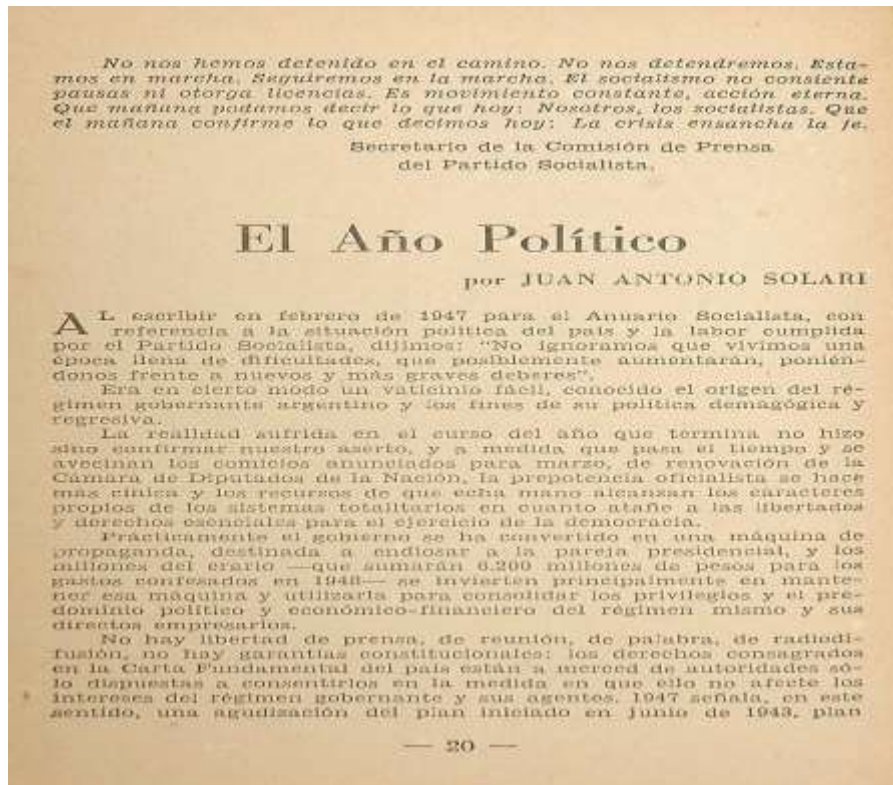 No nos hemos detenido en el camino. No nos detendremos. Esta-
mos en marcha. Seguiremos en la marcha. El socialismo no consiente
pausas ni otorga licencias. Es movimiento constante, acción eterna.
Que mañana podamos decir lo que hoy: Nosotros, los socialistas. Que
el mañana confirme lo que decimos hoy: La crisis ensancha la fe.
Secretario de la Comisión de Prensa
del Partido Socialista.
El Año Político
por JUAN ANTONIO SOLARI
AL escribir en febrero de 1947 para el Anuario Socialista, con
referencia a la situación política del país y la labor cumplida
por el Partido Socialista, dijimos: "No ignoramos que vivimos una
época llena de dificultades, que posiblemente aumentarán, ponién-
donos frente a nuevos y más graves deberes".
Era en cierto modo un vaticinio fácil, conocido el origen del ré-
gimen gobernante argentino y los fines de su política demagógica y
regresiva.
La realidad sufrida en el curso del año que termina no hizo
sino confirmar nuestro aserto, y a medida que pasa el tiempo y se
avecinan los comicios anunciados para marzo, de renovación de la
Cámara de Diputados de la Nación, la prepotencia oficialista se hace
más cínica y los recursos de que echa mano alcanzan los caracteres
propios de los sistemas totalitarios en cuanto atañe a las libertades
y derechos esenciales para el ejercicio de la democracia.
Prácticamente el gobierno se ha convertido en una máquina de
propaganda, destinada a endiosar a la pareja presidencial, y los
millones del erario —que sumarán 6.200 millones de pesos para los
gastos confesados en 1948— se invierten principalmente en mante-
ner esa máquina y utilizarla para consolidar los privilegios y el pre-
dominio político y económico-financiero del régimen mismo y sus
directos empresarios.
No hay libertad de prensa, de reunión, de palabra, de radiodi-
fusión, no hay garantías constitucionales: los derechos consagrados
en la Carta Fundamental del país están a merced de autoridades só-
lo dispuestas a consentirlos en la medida en que ello no afecte los
intereses del régimen gobernante y sus agentes. 1947 señala, en este
sentido, una agudización del plan iniciado en junio de 1943, plan
— 20 —